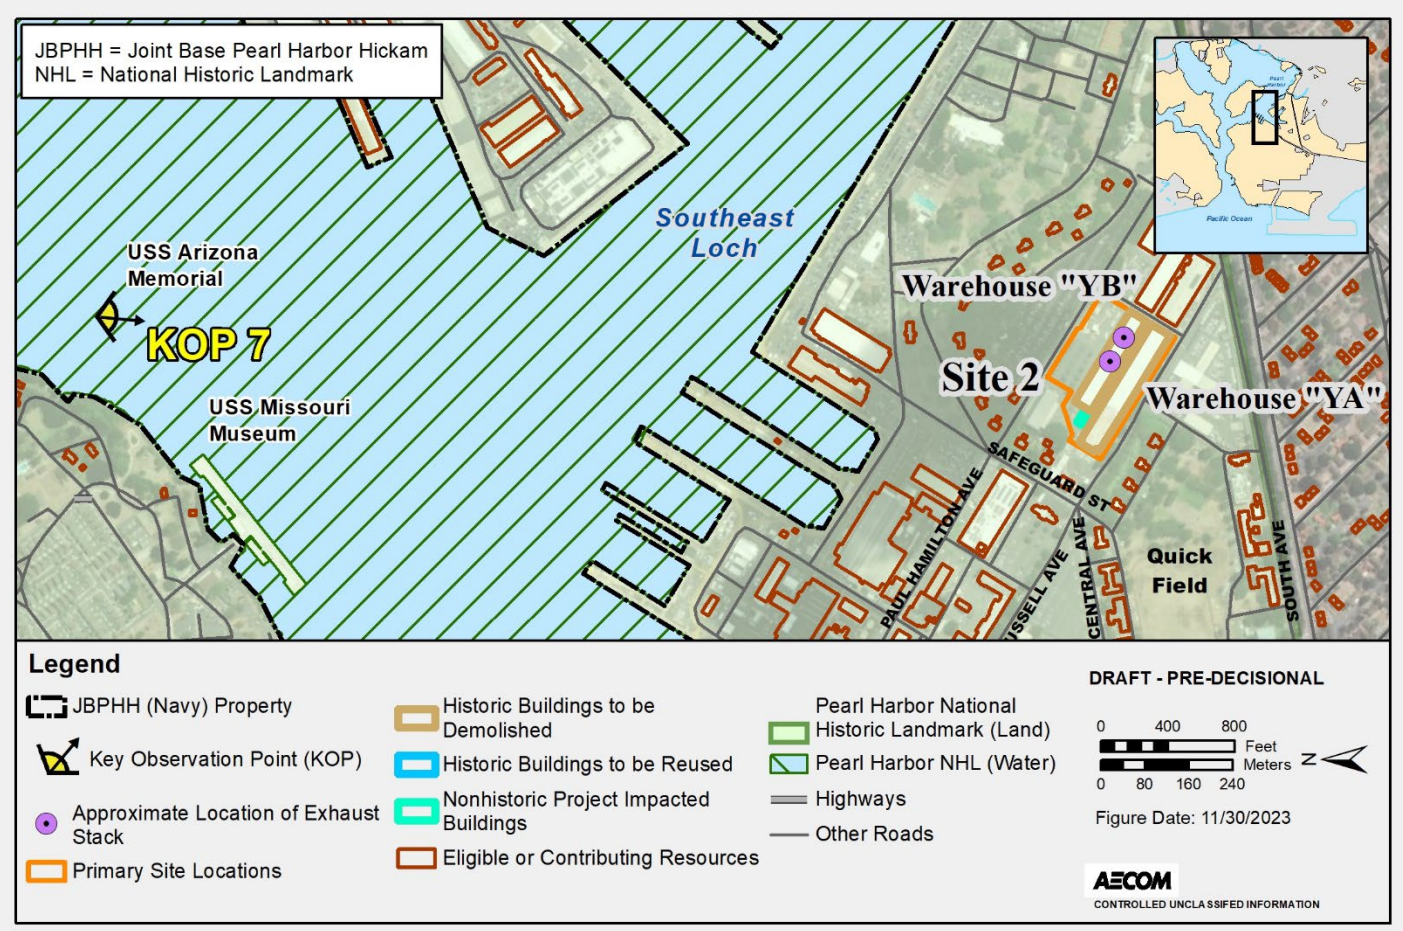 JBPHH = Joint Base Pearl Harbor Hickam
NHL = National Historic Landmark
Pearl
Harbor
Pacific Ocean
Southeast
Loch
USS Arizona
Memorial
KOP 7
USS Missouri
Museum
Warehouse "YB"
Site 2
Warehouse "YA"
SAFEGUARD ST
PAUL HAMILTON AVE
USSELL AVE
CENTRAL AVE
Quick
Field
SOUTH AVE
Legend
JBPHH (Navy) Property
Key Observation Point (KOP)
Approximate Location of Exhaust
Stack
Primary Site Locations
Historic Buildings to be
Demolished
Historic Buildings to be Reused
Nonhistoric Project Impacted
Buildings
Eligible or Contributing Resources
Pearl Harbor National
Historic Landmark (Land)
Pearl Harbor NHL (Water)
Highways
Other Roads
DRAFT - PRE-DECISIONAL
0 400 800
Feet
Meters
0 80 160 240
N
Figure Date: 11/30/2023
AECOM
CONTROLLED UNCLASSIFED INFORMATION